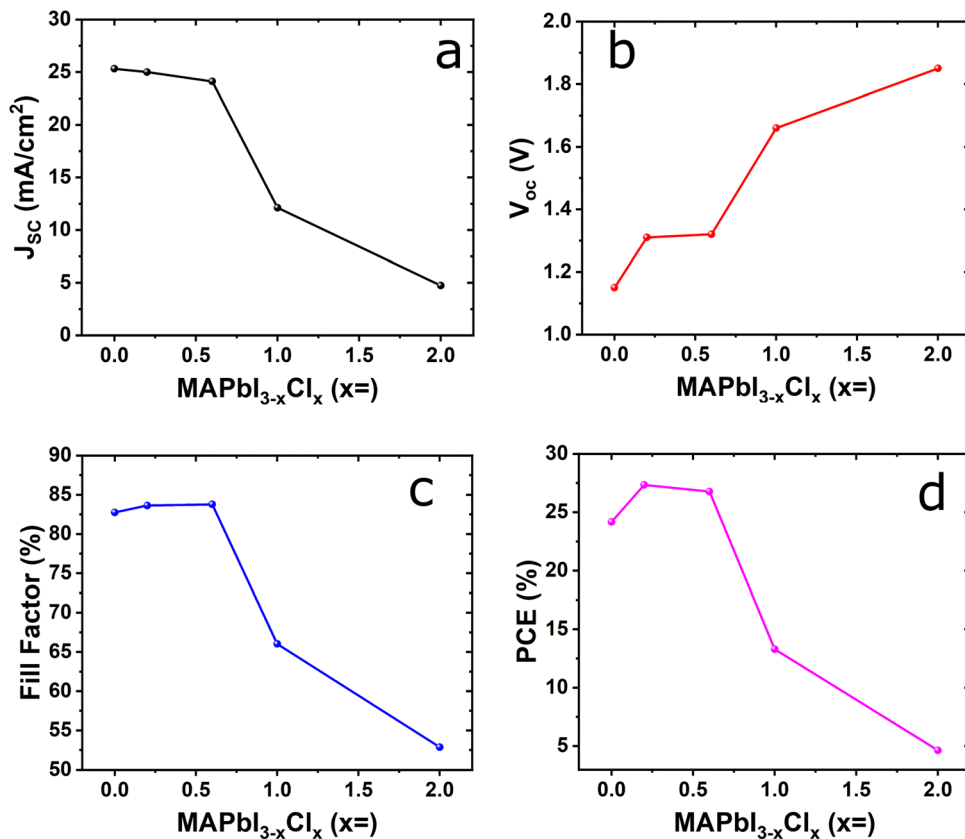 a
30
25
20
15
10
5
0
J_SC (mA/cm²)
0.0 0.5 1.0 1.5 2.0
MAPbI₃₋ₓClₓ (x=)
b
2.0
1.8
1.6
1.4
1.2
1.0
V_oc (V)
0.0 0.5 1.0 1.5 2.0
MAPbI₃₋ₓClₓ (x=)
c
90
85
80
75
70
65
60
55
50
Fill Factor (%)
0.0 0.5 1.0 1.5 2.0
MAPbI₃₋ₓClₓ (x=)
d
30
25
20
15
10
5
PCE (%)
0.0 0.5 1.0 1.5 2.0
MAPbI₃₋ₓClₓ (x=)